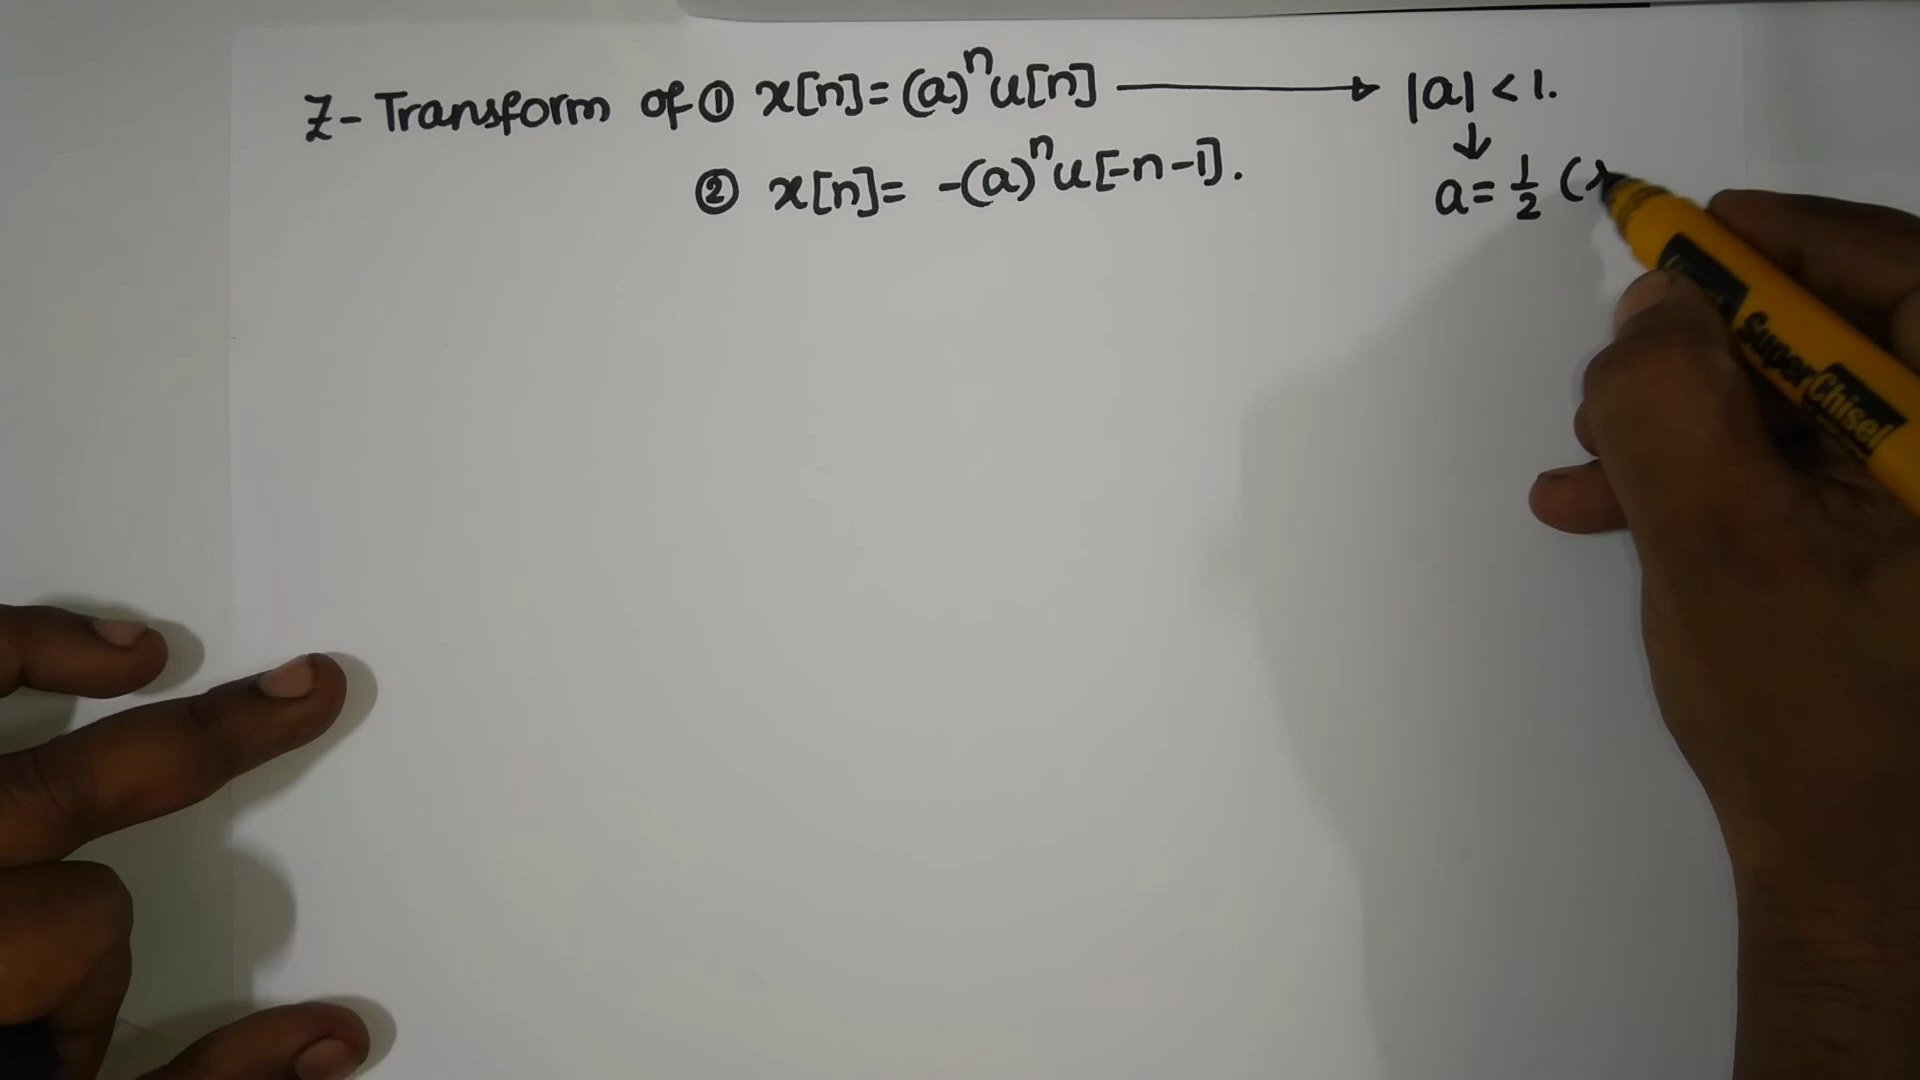 Z-Transform of ① x[n]=(a)ⁿu[n] → |a|<1.
↓
② x[n]= -(a)ⁿu[-n-1].
a= 1/2 (
SuperChisel